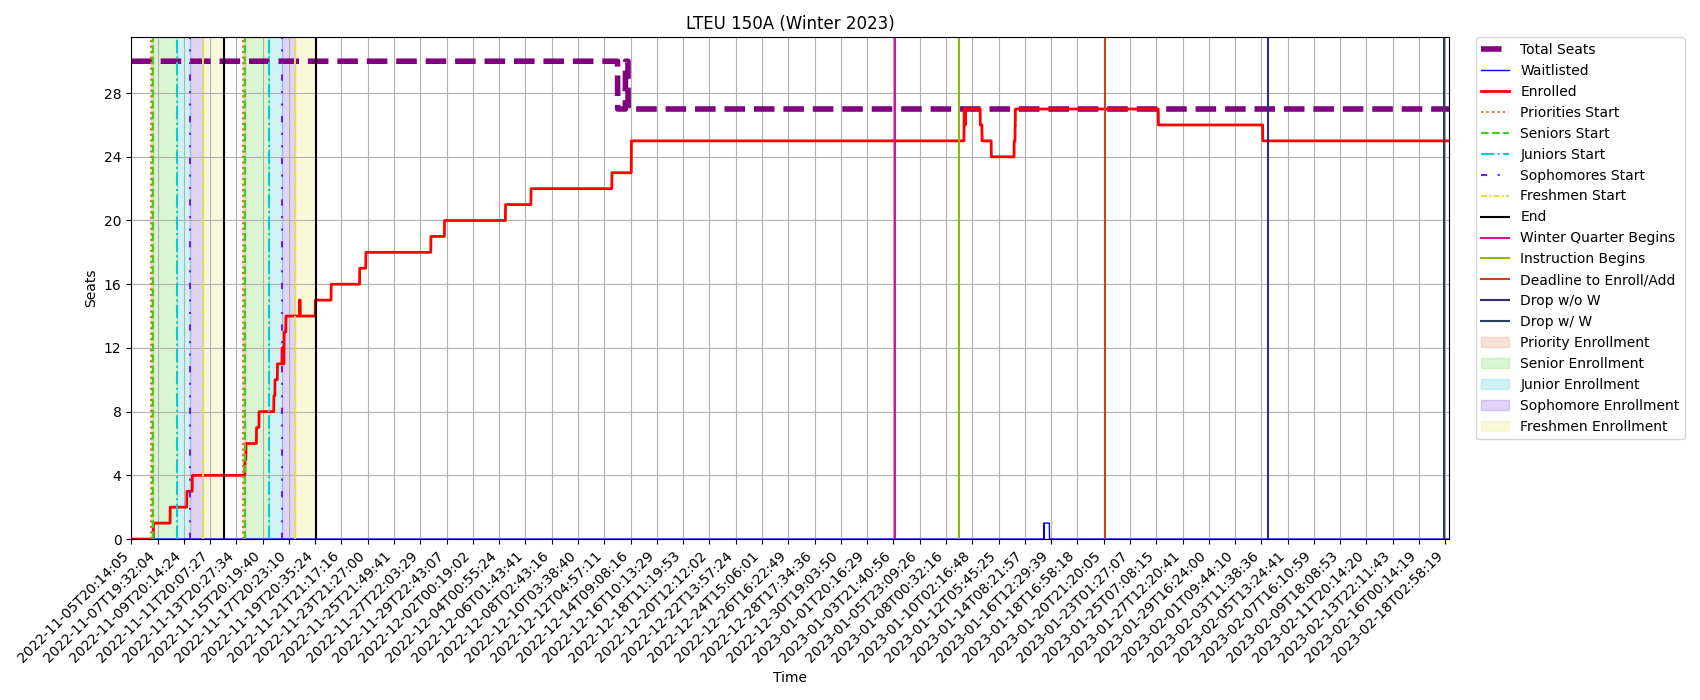 LTEU 150A (Winter 2023)
Seats
28
24
20
16
12
8
4
0
2022-11-05T20:14:05
2022-11-07T19:32:04
2022-11-09T20:14:24
2022-11-11T20:07:27
2022-11-13T20:27:34
2022-11-15T20:19:40
2022-11-17T20:23:10
2022-11-19T20:35:24
2022-11-21T21:17:16
2022-11-23T21:27:00
2022-11-25T21:49:41
2022-11-27T22:03:29
2022-11-29T22:43:07
2022-12-02T00:19:02
2022-12-04T00:55:24
2022-12-06T01:43:41
2022-12-08T02:43:16
2022-12-10T03:38:40
2022-12-12T04:57:11
2022-12-14T09:08:16
2022-12-16T10:13:29
2022-12-18T11:19:53
2022-12-20T12:12:02
2022-12-22T13:57:24
2022-12-24T15:06:01
2022-12-26T16:22:49
2022-12-28T17:34:36
2022-12-30T19:03:50
2023-01-01T20:16:29
2023-01-03T21:40:56
2023-01-05T23:09:26
2023-01-08T00:32:16
2023-01-10T02:16:48
2023-01-12T05:45:25
2023-01-14T08:21:57
2023-01-16T12:29:39
2023-01-18T16:58:18
2023-01-20T21:20:05
2023-01-23T01:27:07
2023-01-25T07:08:15
2023-01-27T12:20:41
2023-01-29T16:24:00
2023-02-01T09:44:10
2023-02-03T11:38:36
2023-02-05T13:24:41
2023-02-07T16:10:59
2023-02-09T18:08:53
2023-02-11T20:14:20
2023-02-13T22:11:43
2023-02-16T00:14:19
2023-02-18T02:58:19
Time
Total Seats
Waitlisted
Enrolled
Priorities Start
Seniors Start
Juniors Start
Sophomores Start
Freshmen Start
End
Winter Quarter Begins
Instruction Begins
Deadline to Enroll/Add
Drop w/o W
Drop w/ W
Priority Enrollment
Senior Enrollment
Junior Enrollment
Sophomore Enrollment
Freshmen Enrollment